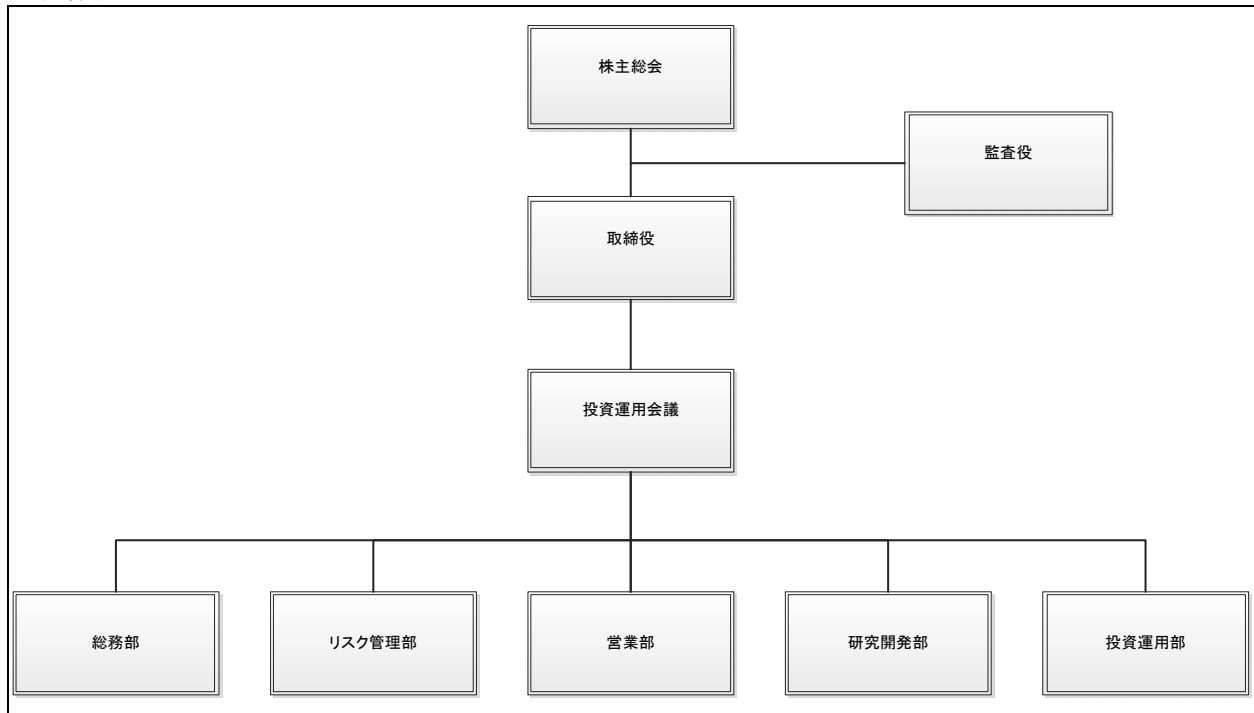 株主総会
監査役
取締役
投資運用会議
総務部
リスク管理部
営業部
研究開発部
投資運用部